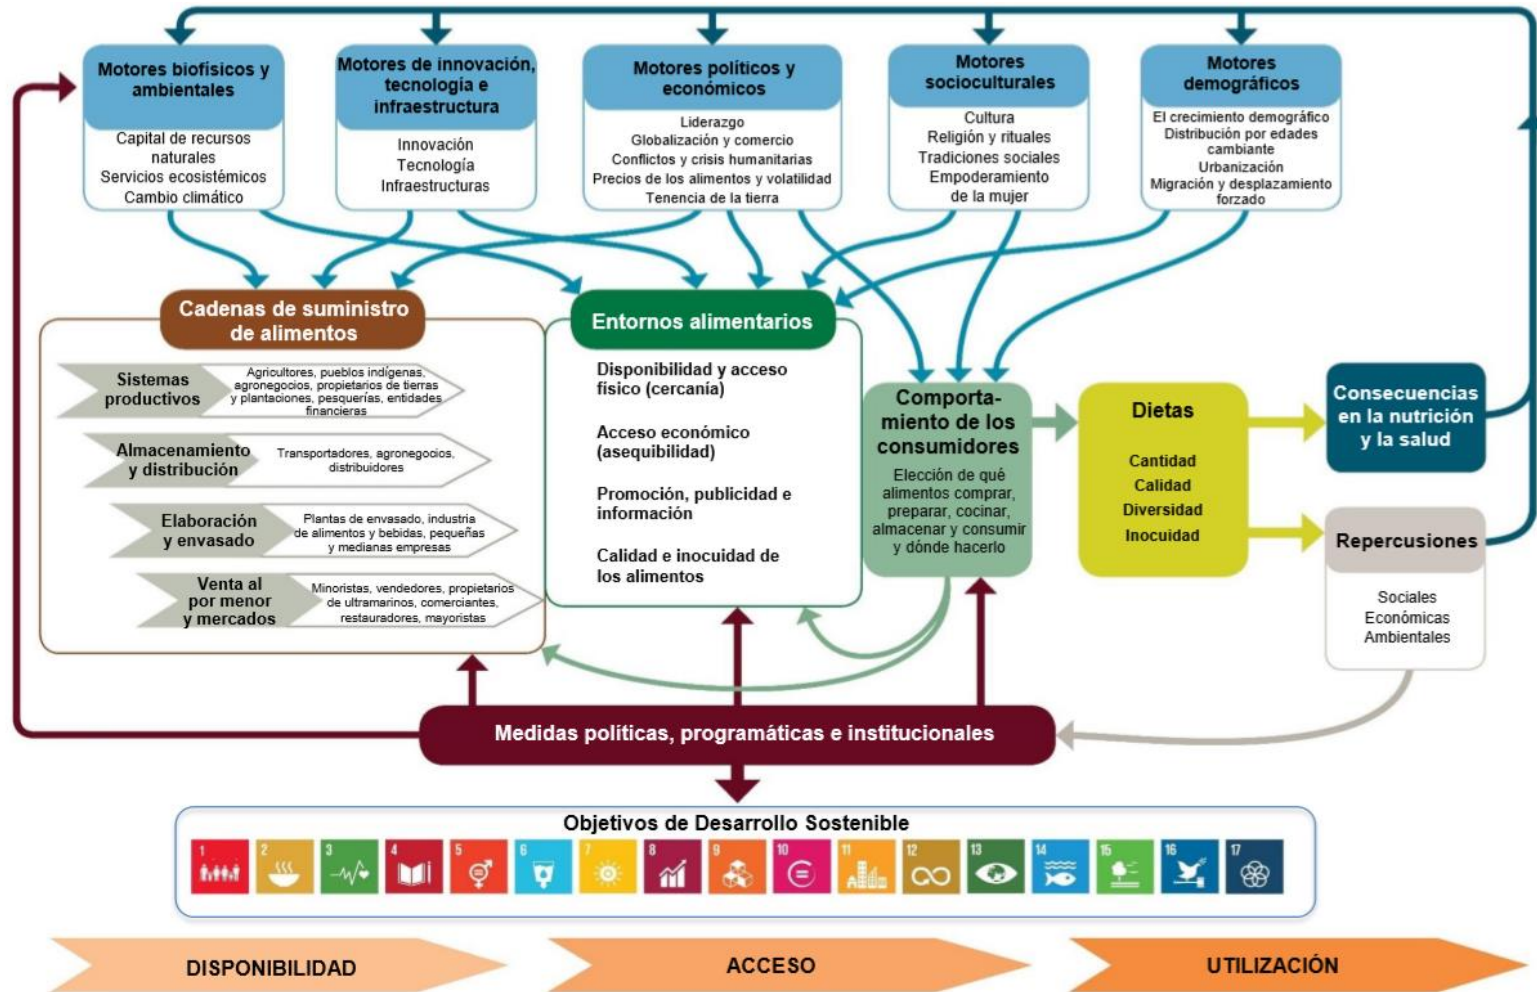 Motores biofísicos y
ambientales
Capital de recursos
naturales
Servicios ecosistémicos
Cambio climático
Motores de innovación,
tecnología e
infraestructura
Innovación
Tecnología
Infraestructuras
Motores políticos y
económicos
Liderazgo
Globalización y comercio
Conflictos y crisis humanitarias
Precios de los alimentos y volatilidad
Tenencia de la tierra
Motores
socioculturales
Cultura
Religión y rituales
Tradiciones sociales
Empoderamiento
de la mujer
Motores
demográficos
El crecimiento demográfico
Distribución por edades
cambiante
Urbanización
Migración y desplazamiento
forzado
Cadenas de suministro
de alimentos
Sistemas
productivos
Agricultores, pueblos indígenas,
agronegocios, propietarios de tierras
y plantaciones, pesquerías, entidades
financieras
Almacenamiento
y distribución
Transportadores, agronegocios,
distribuidores
Elaboración
y envasado
Plantas de envasado, industria
de alimentos y bebidas, pequeñas
y medianas empresas
Venta al
por menor
y mercados
Minoristas, vendedores, propietarios
de ultramarinos, comerciantes,
restauradores, mayoristas
Entornos alimentarios
Disponibilidad y acceso
físico (cercanía)
Acceso económico
(asequibilidad)
Promoción, publicidad e
información
Calidad e inocuidad de
los alimentos
Comporta-
miento de los
consumidores
Elección de qué
alimentos comprar,
preparar, cocinar,
almacenar y consumir
y dónde hacerlo
Dietas
Cantidad
Calidad
Diversidad
Inocuidad
Consecuencias
en la nutrición
y la salud
Repercusiones
Sociales
Económicas
Ambientales
Medidas políticas, programáticas e institucionales
Objetivos de Desarrollo Sostenible
1 2 3 4 5 6 7 8 9 10 11 12 13 14 15 16 17
DISPONIBILIDAD
ACCESO
UTILIZACIÓN